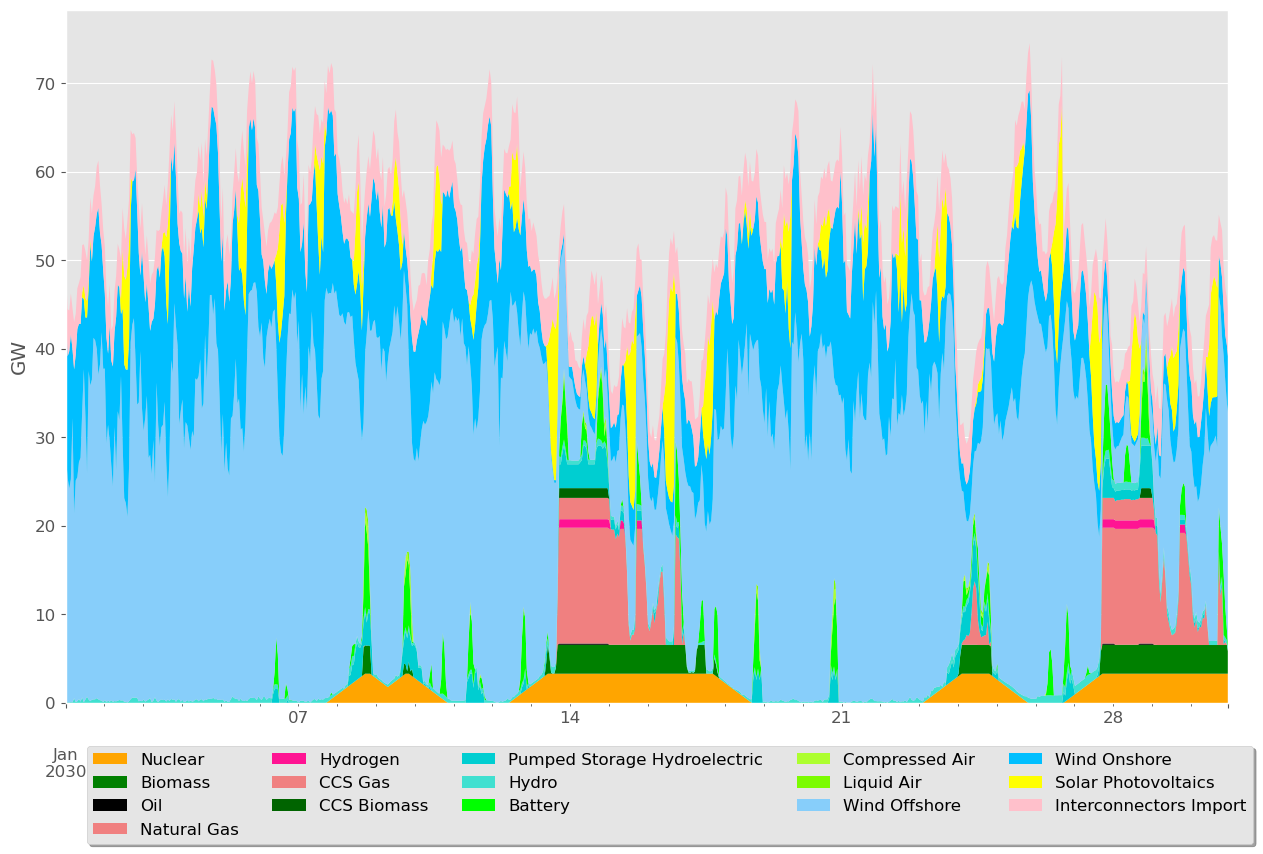 70
60
50
40
30
20
10
0
GW
07
14
21
28
Jan
2030
Nuclear
Biomass
Oil
Natural Gas
Hydrogen
CCS Gas
CCS Biomass
Pumped Storage Hydroelectric
Hydro
Battery
Compressed Air
Liquid Air
Wind Offshore
Wind Onshore
Solar Photovoltaics
Interconnectors Import